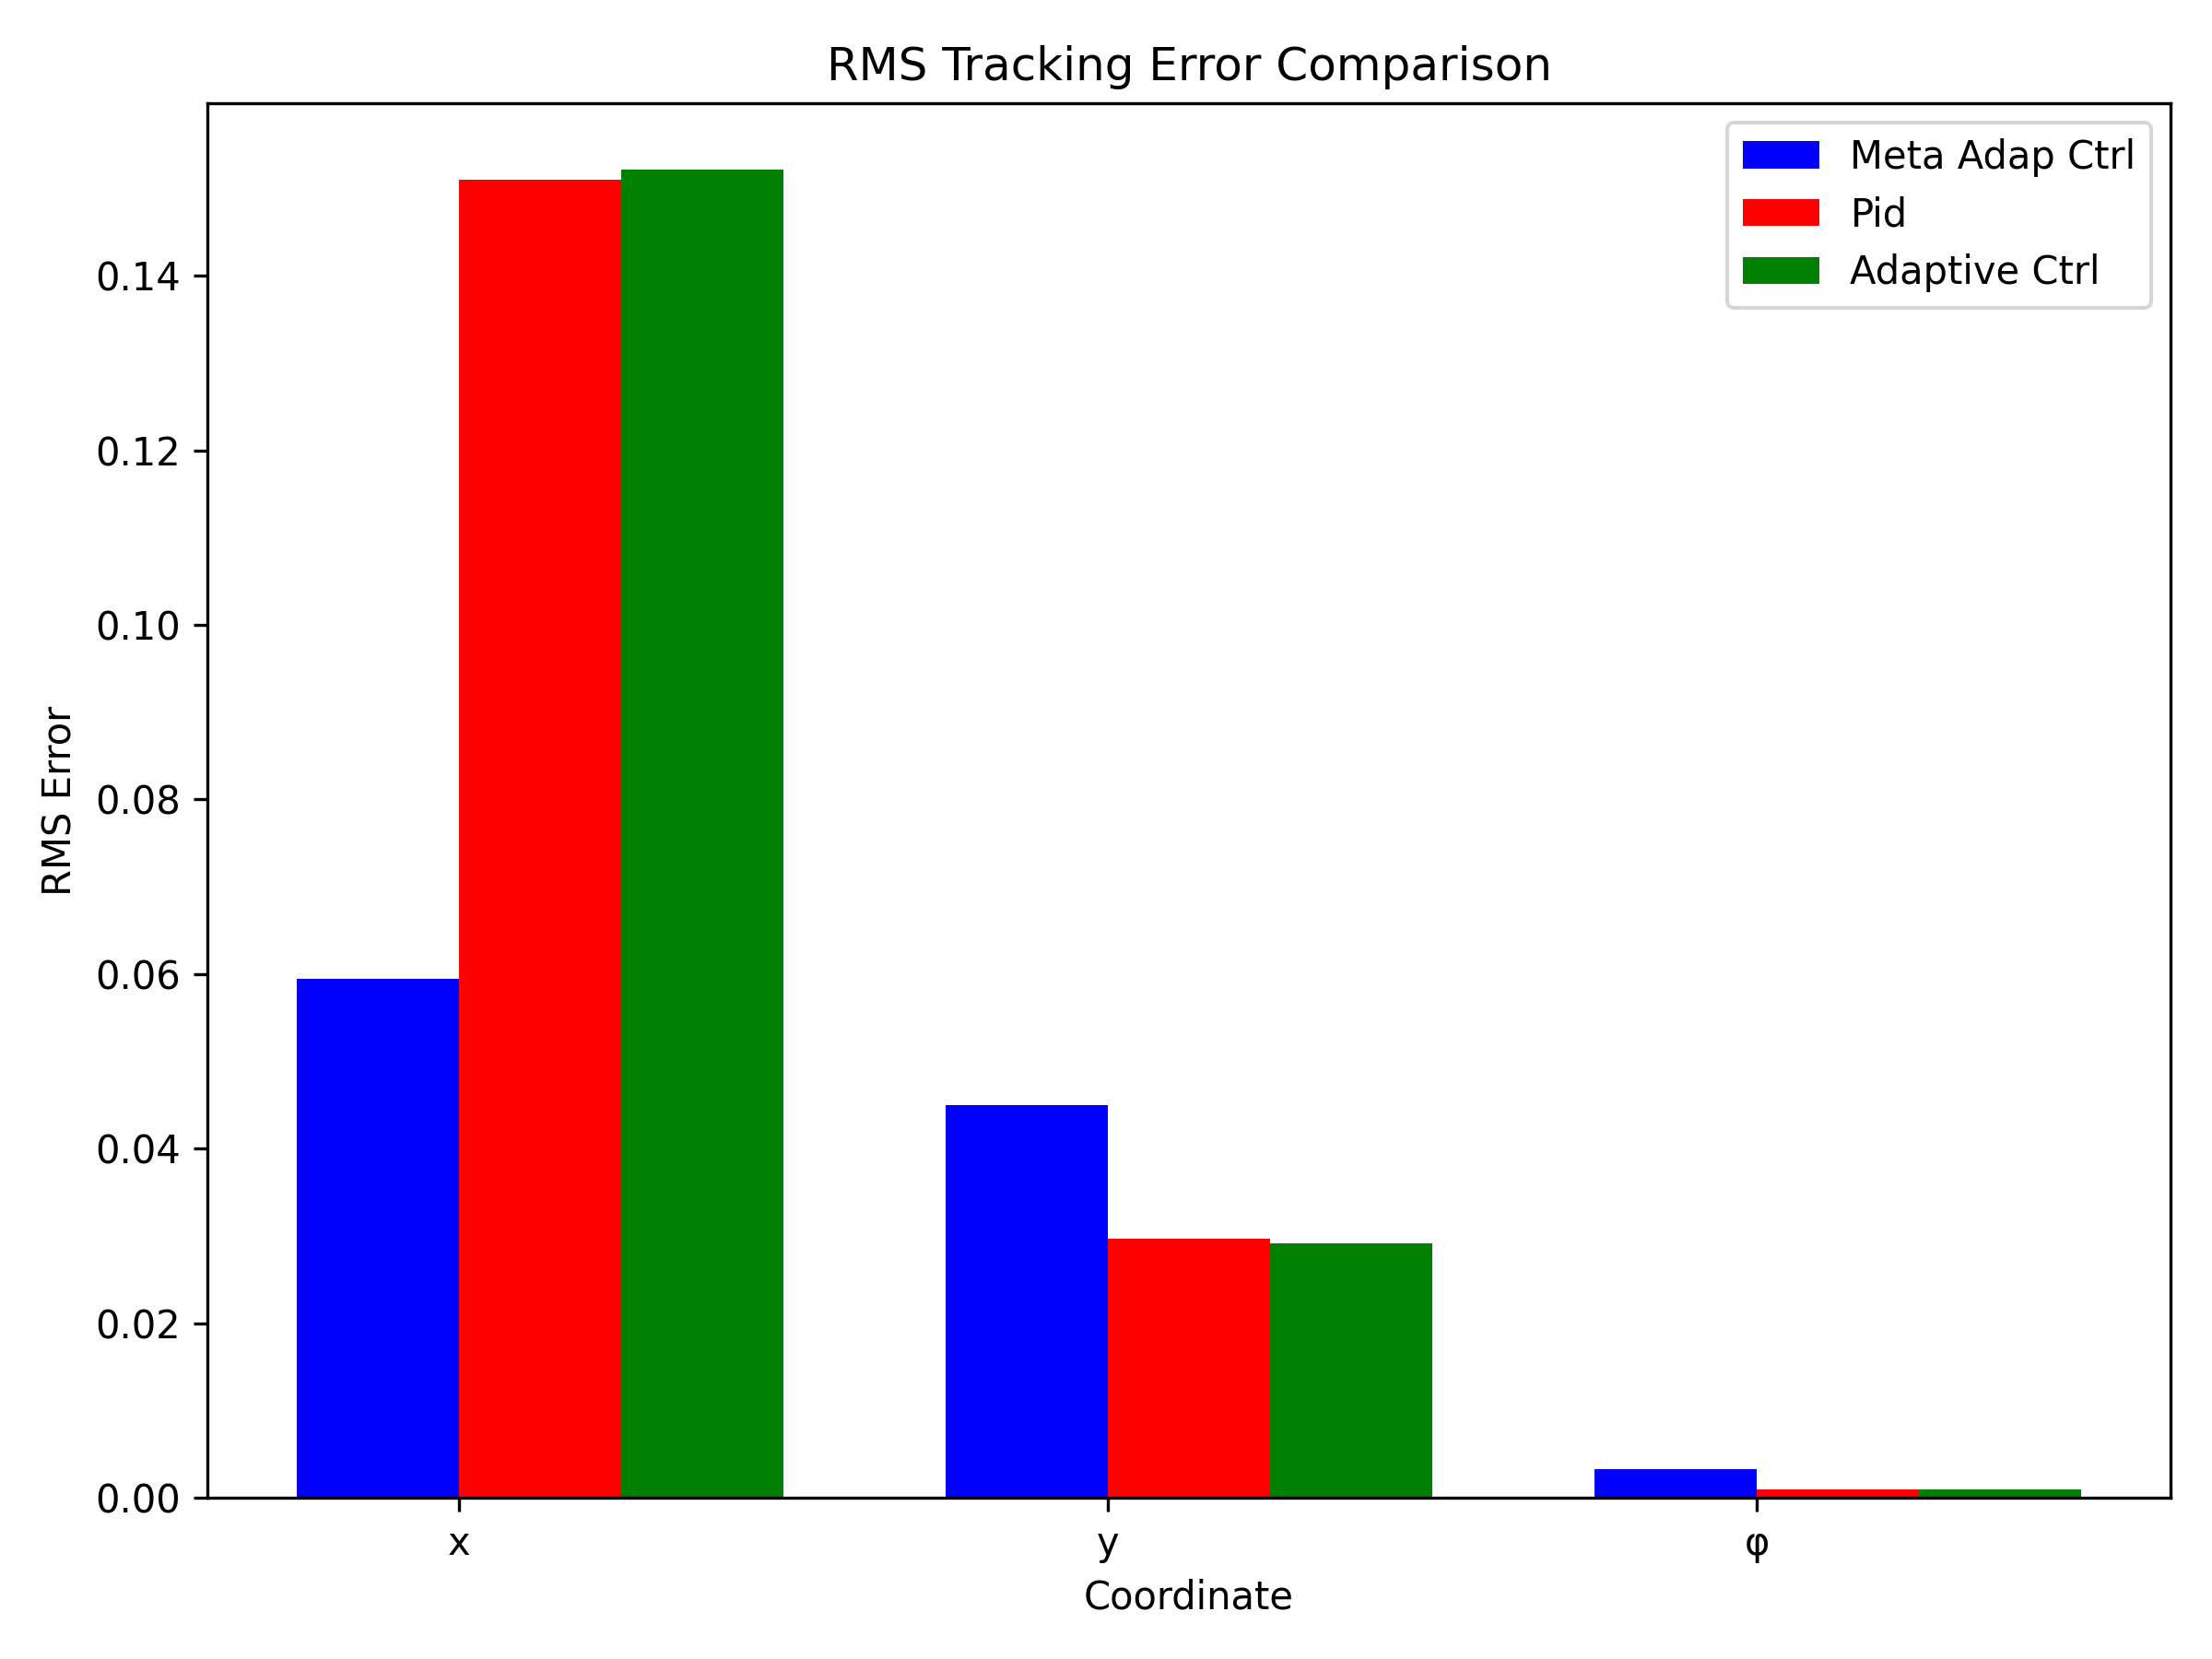 RMS Tracking Error Comparison
Meta Adap Ctrl
Pid
Adaptive Ctrl
RMS Error
0.14
0.12
0.10
0.08
0.06
0.04
0.02
0.00
x y φ
Coordinate